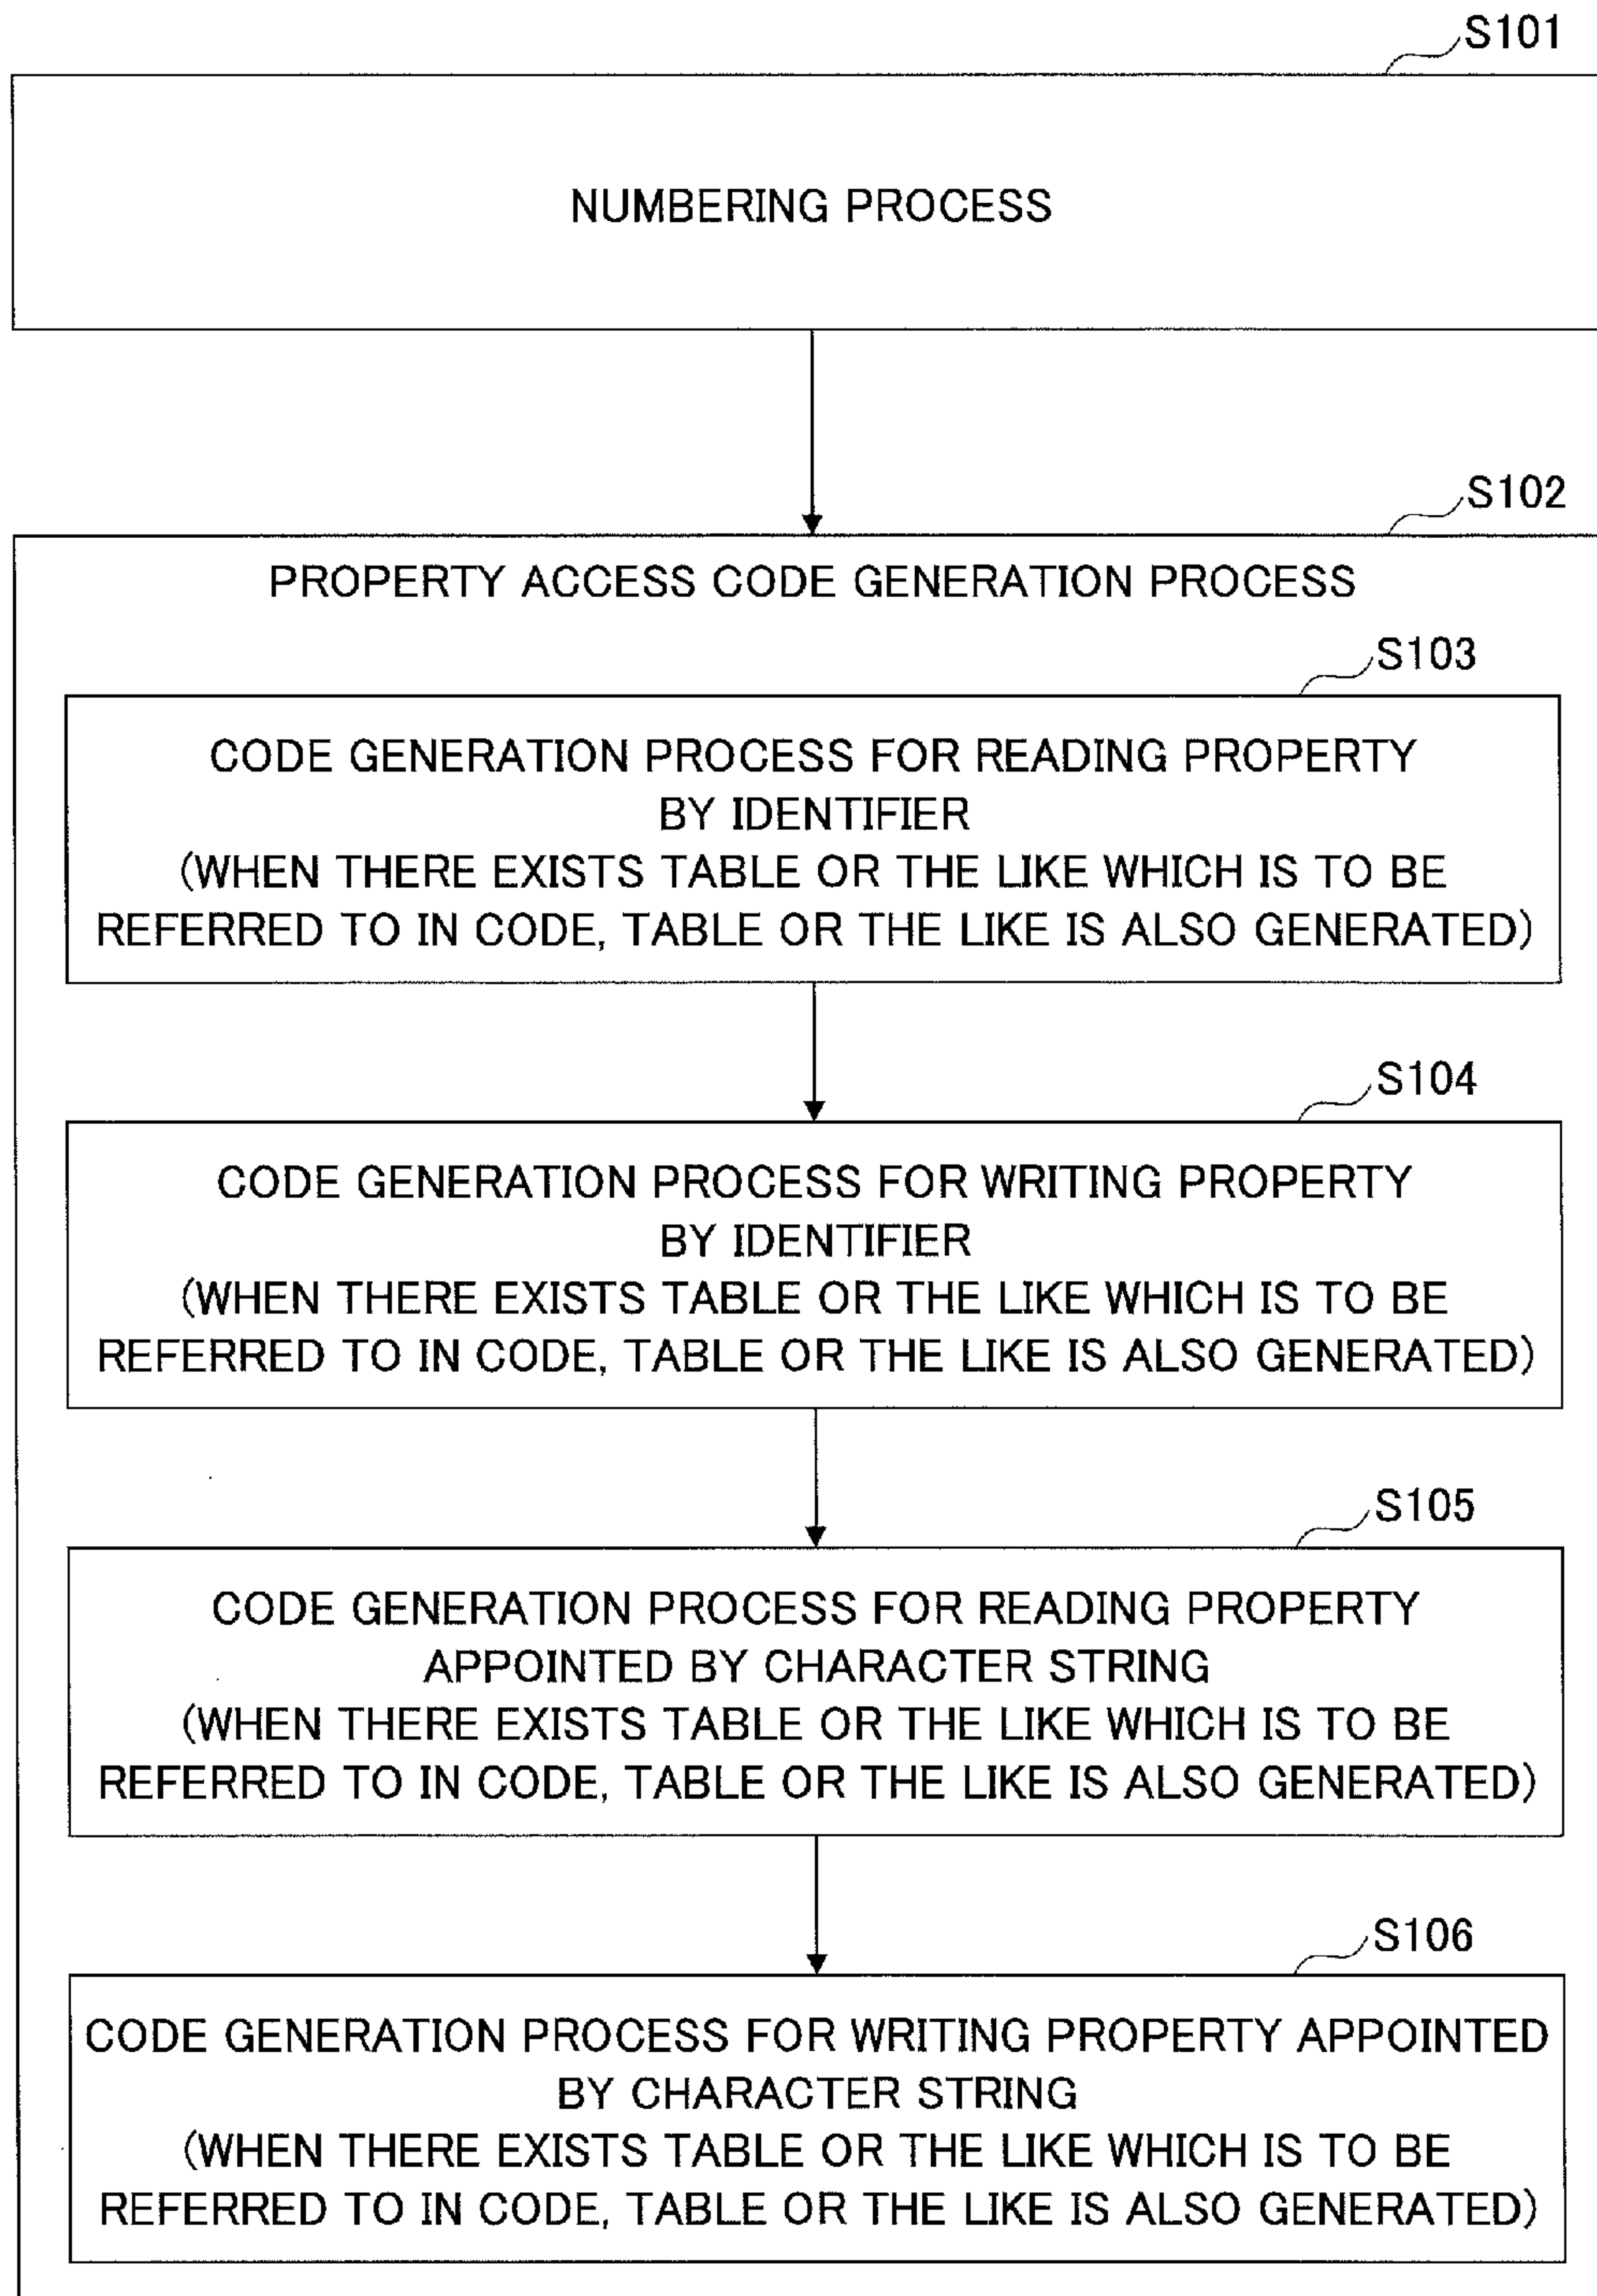 S101
NUMBERING PROCESS
S102
PROPERTY ACCESS CODE GENERATION PROCESS
S103
CODE GENERATION PROCESS FOR READING PROPERTY
BY IDENTIFIER
(WHEN THERE EXISTS TABLE OR THE LIKE WHICH IS TO BE
REFERRED TO IN CODE, TABLE OR THE LIKE IS ALSO GENERATED)
S104
CODE GENERATION PROCESS FOR WRITING PROPERTY
BY IDENTIFIER
(WHEN THERE EXISTS TABLE OR THE LIKE WHICH IS TO BE
REFERRED TO IN CODE, TABLE OR THE LIKE IS ALSO GENERATED)
S105
CODE GENERATION PROCESS FOR READING PROPERTY
APPOINTED BY CHARACTER STRING
(WHEN THERE EXISTS TABLE OR THE LIKE WHICH IS TO BE
REFERRED TO IN CODE, TABLE OR THE LIKE IS ALSO GENERATED)
S106
CODE GENERATION PROCESS FOR WRITING PROPERTY APPOINTED
BY CHARACTER STRING
(WHEN THERE EXISTS TABLE OR THE LIKE WHICH IS TO BE
REFERRED TO IN CODE, TABLE OR THE LIKE IS ALSO GENERATED)